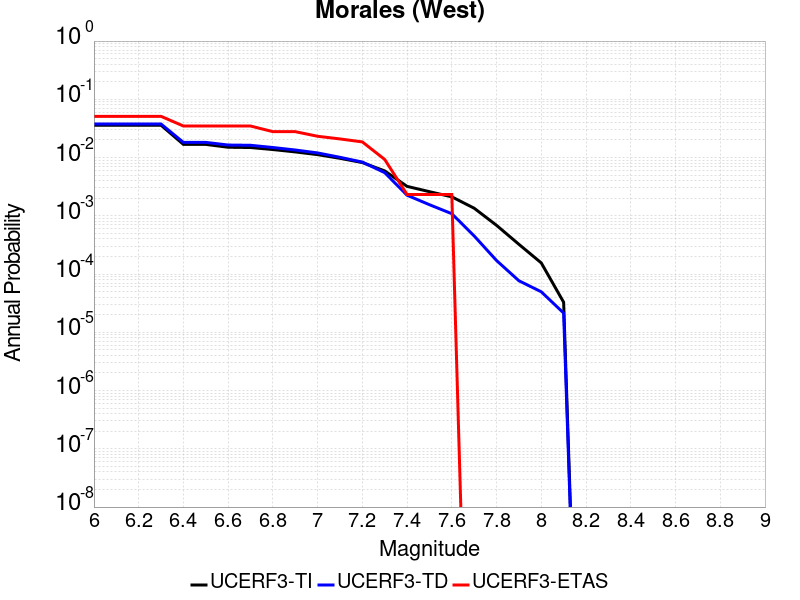 Morales (West)
10^0
10^-1
10^-2
10^-3
10^-4
10^-5
10^-6
10^-7
10^-8
Annual Probability
6 6.2 6.4 6.6 6.8 7 7.2 7.4 7.6 7.8 8 8.2 8.4 8.6 8.8 9
Magnitude
UCERF3-TI UCERF3-TD UCERF3-ETAS